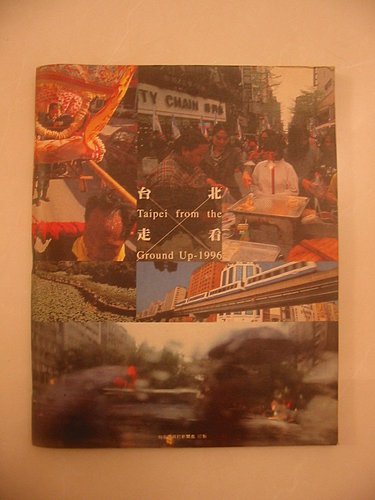 TY CHAIN
台 北
Taipei from the
走 看
Ground Up-1996